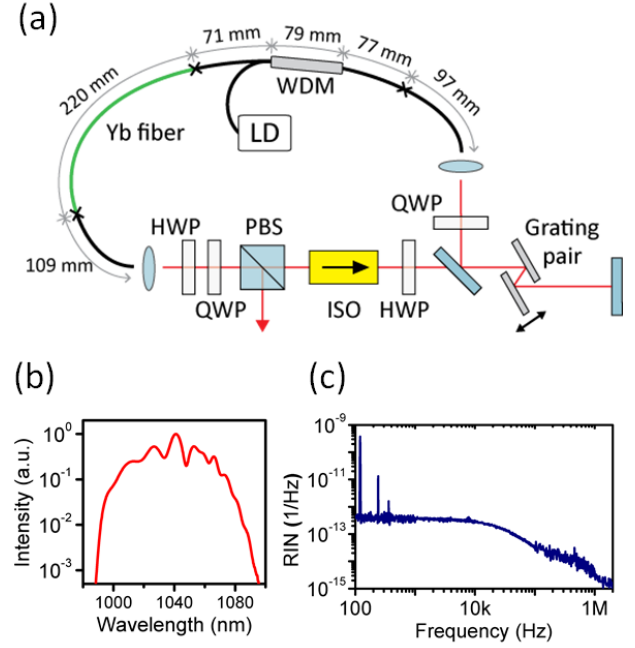 (a)
71 mm
79 mm
77 mm
97 mm
220 mm
WDM
Yb fiber
LD
QWP
Grating
pair
HWP
PBS
109 mm
QWP
ISO
HWP
(b)
(c)
Intensity (a.u.)
10⁰
10⁻¹
10⁻²
10⁻³
1000
1040
1080
Wavelength (nm)
RIN (1/Hz)
10⁻⁹
10⁻¹¹
10⁻¹³
10⁻¹⁵
100
10k
1M
Frequency (Hz)